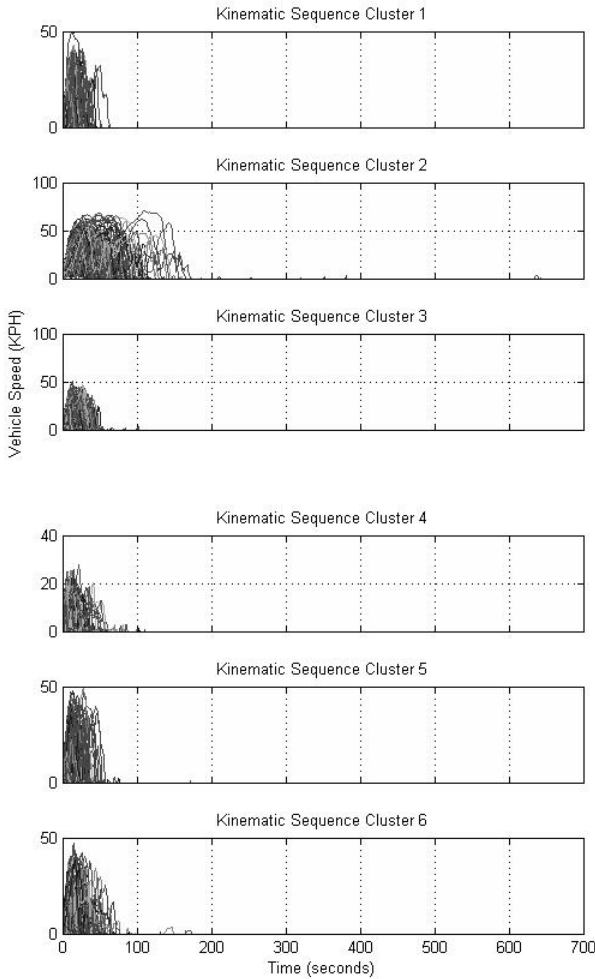 Kinematic Sequence Cluster 1
50
0
Kinematic Sequence Cluster 2
100
50
0
Kinematic Sequence Cluster 3
100
50
0
Vehicle Speed (KPH)
Kinematic Sequence Cluster 4
40
20
0
Kinematic Sequence Cluster 5
50
0
Kinematic Sequence Cluster 6
50
0
0 100 200 300 400 500 600 700
Time (seconds)